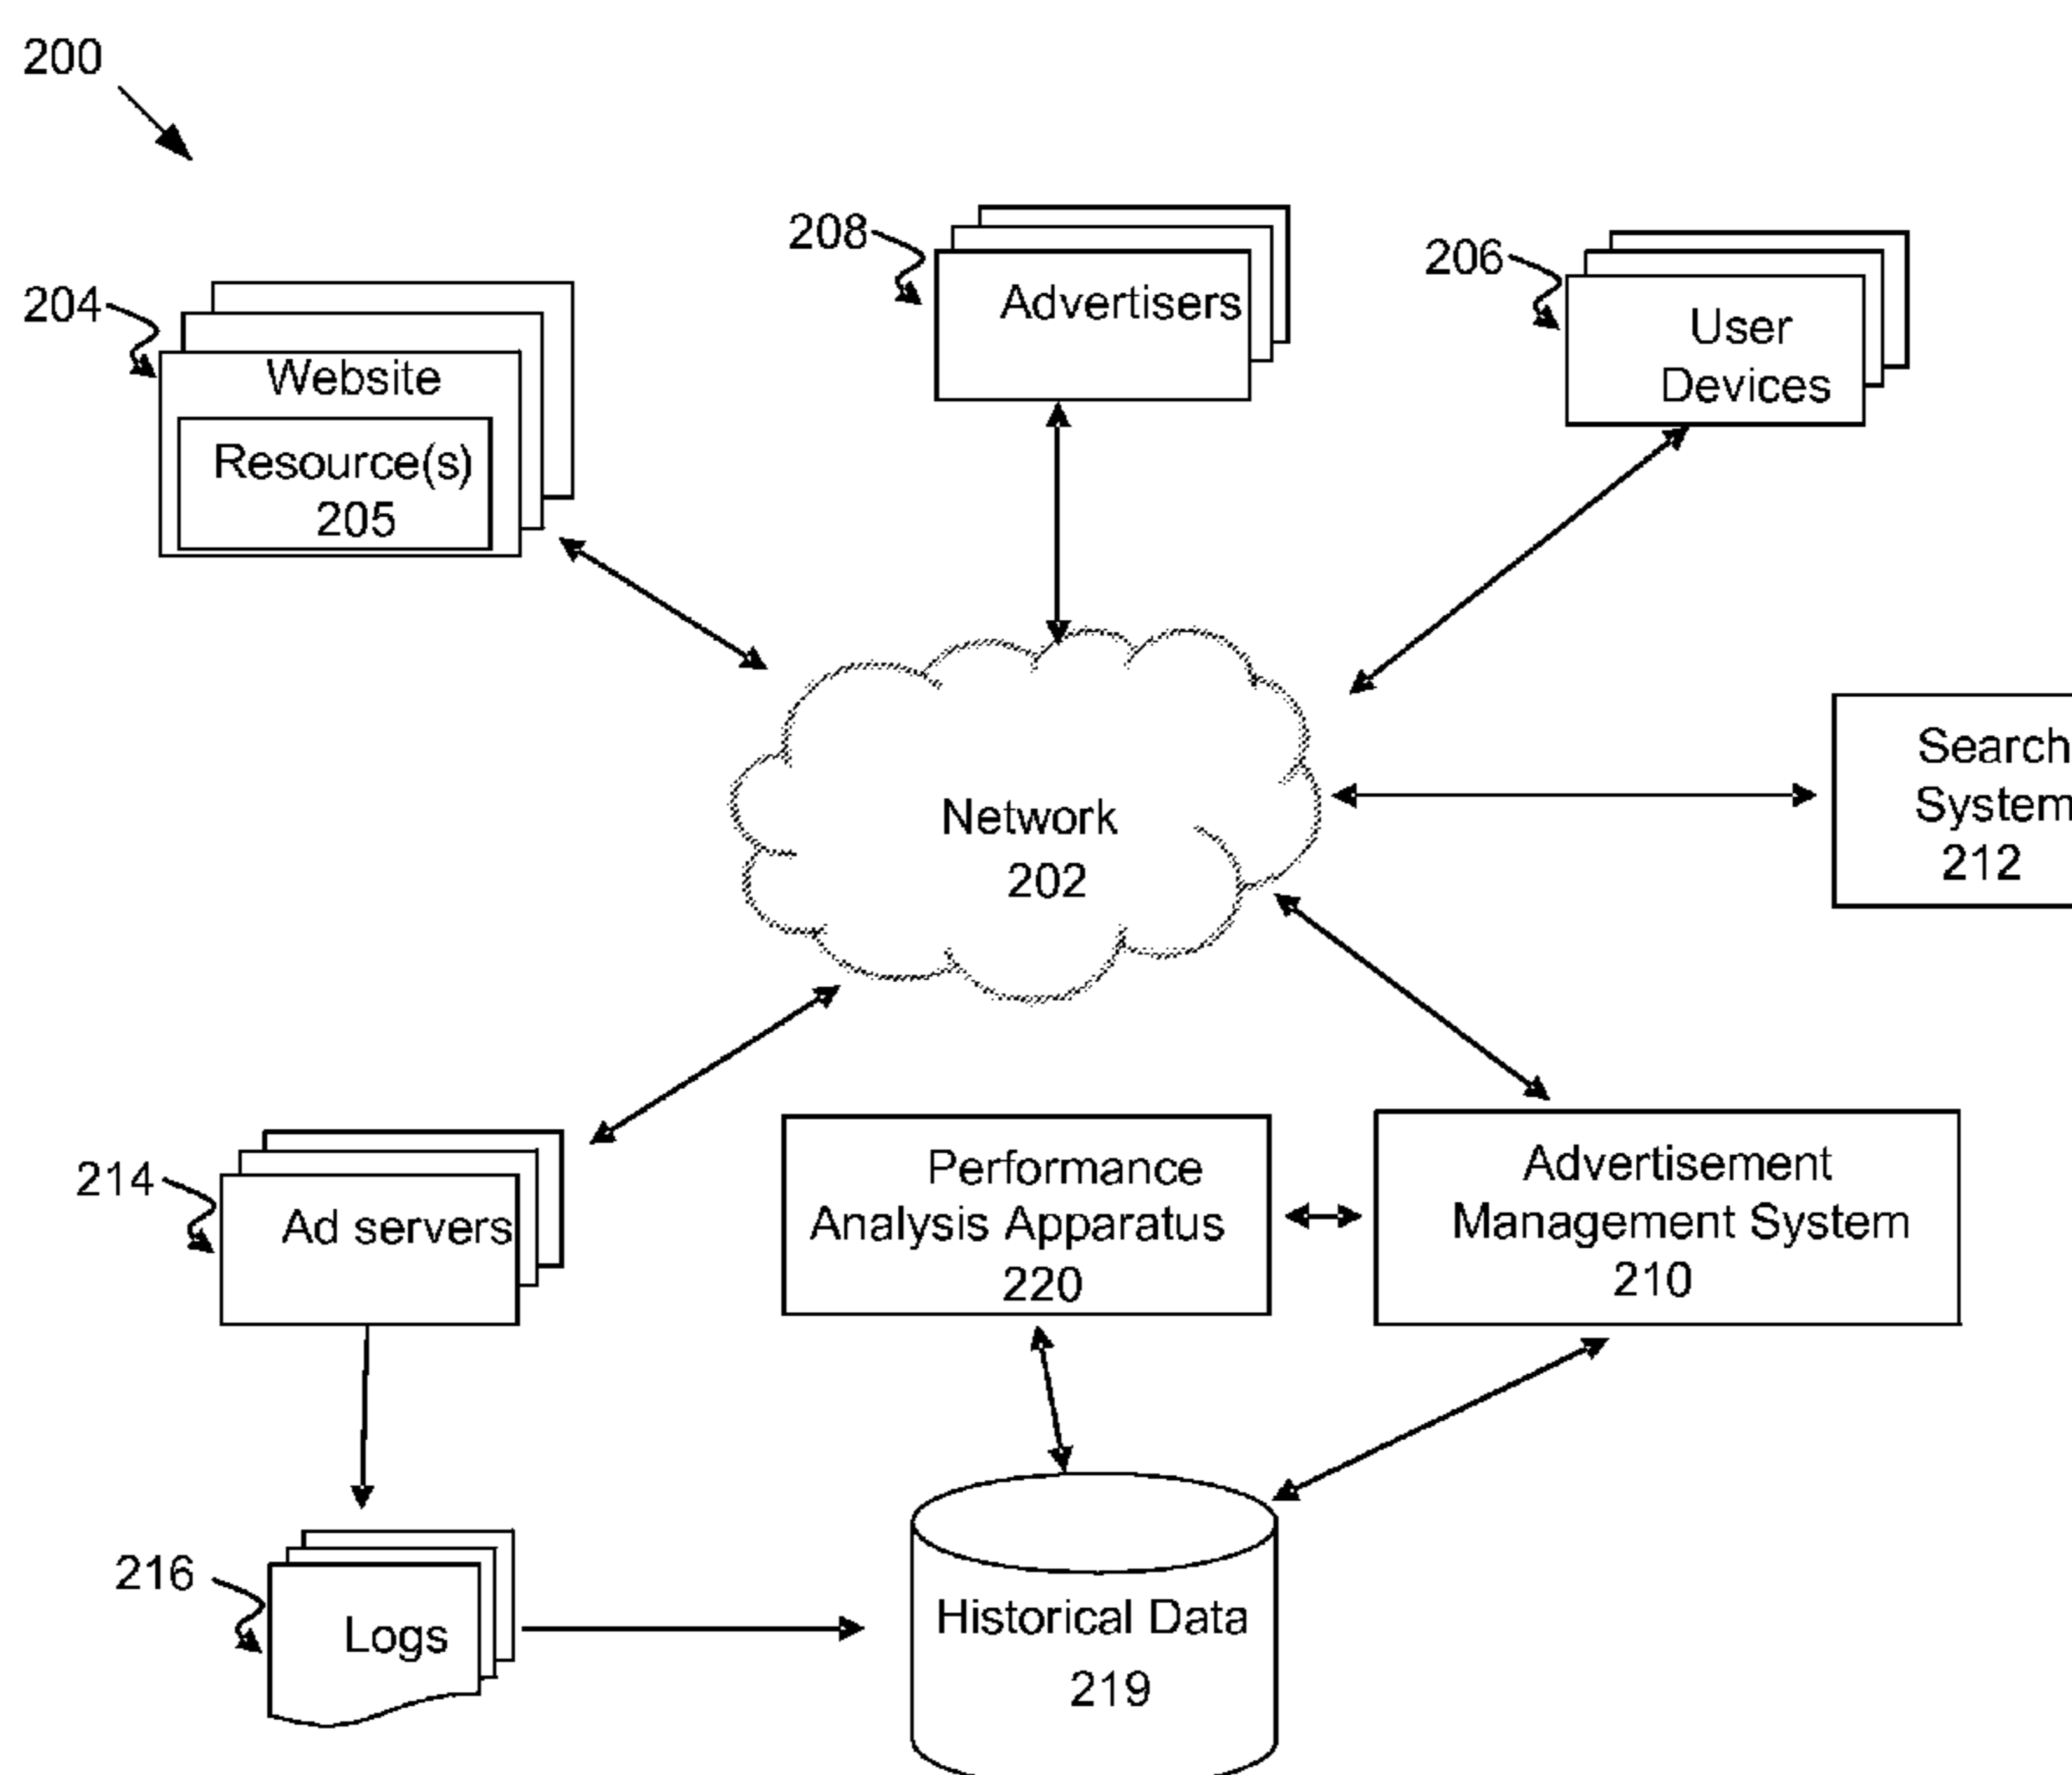 200
208
Advertisers
206
User
Devices
204
Website
Resource(s)
205
Network
202
Search
System
212
214
Ad servers
Performance
Analysis Apparatus
220
Advertisement
Management System
210
216
Logs
Historical Data
219